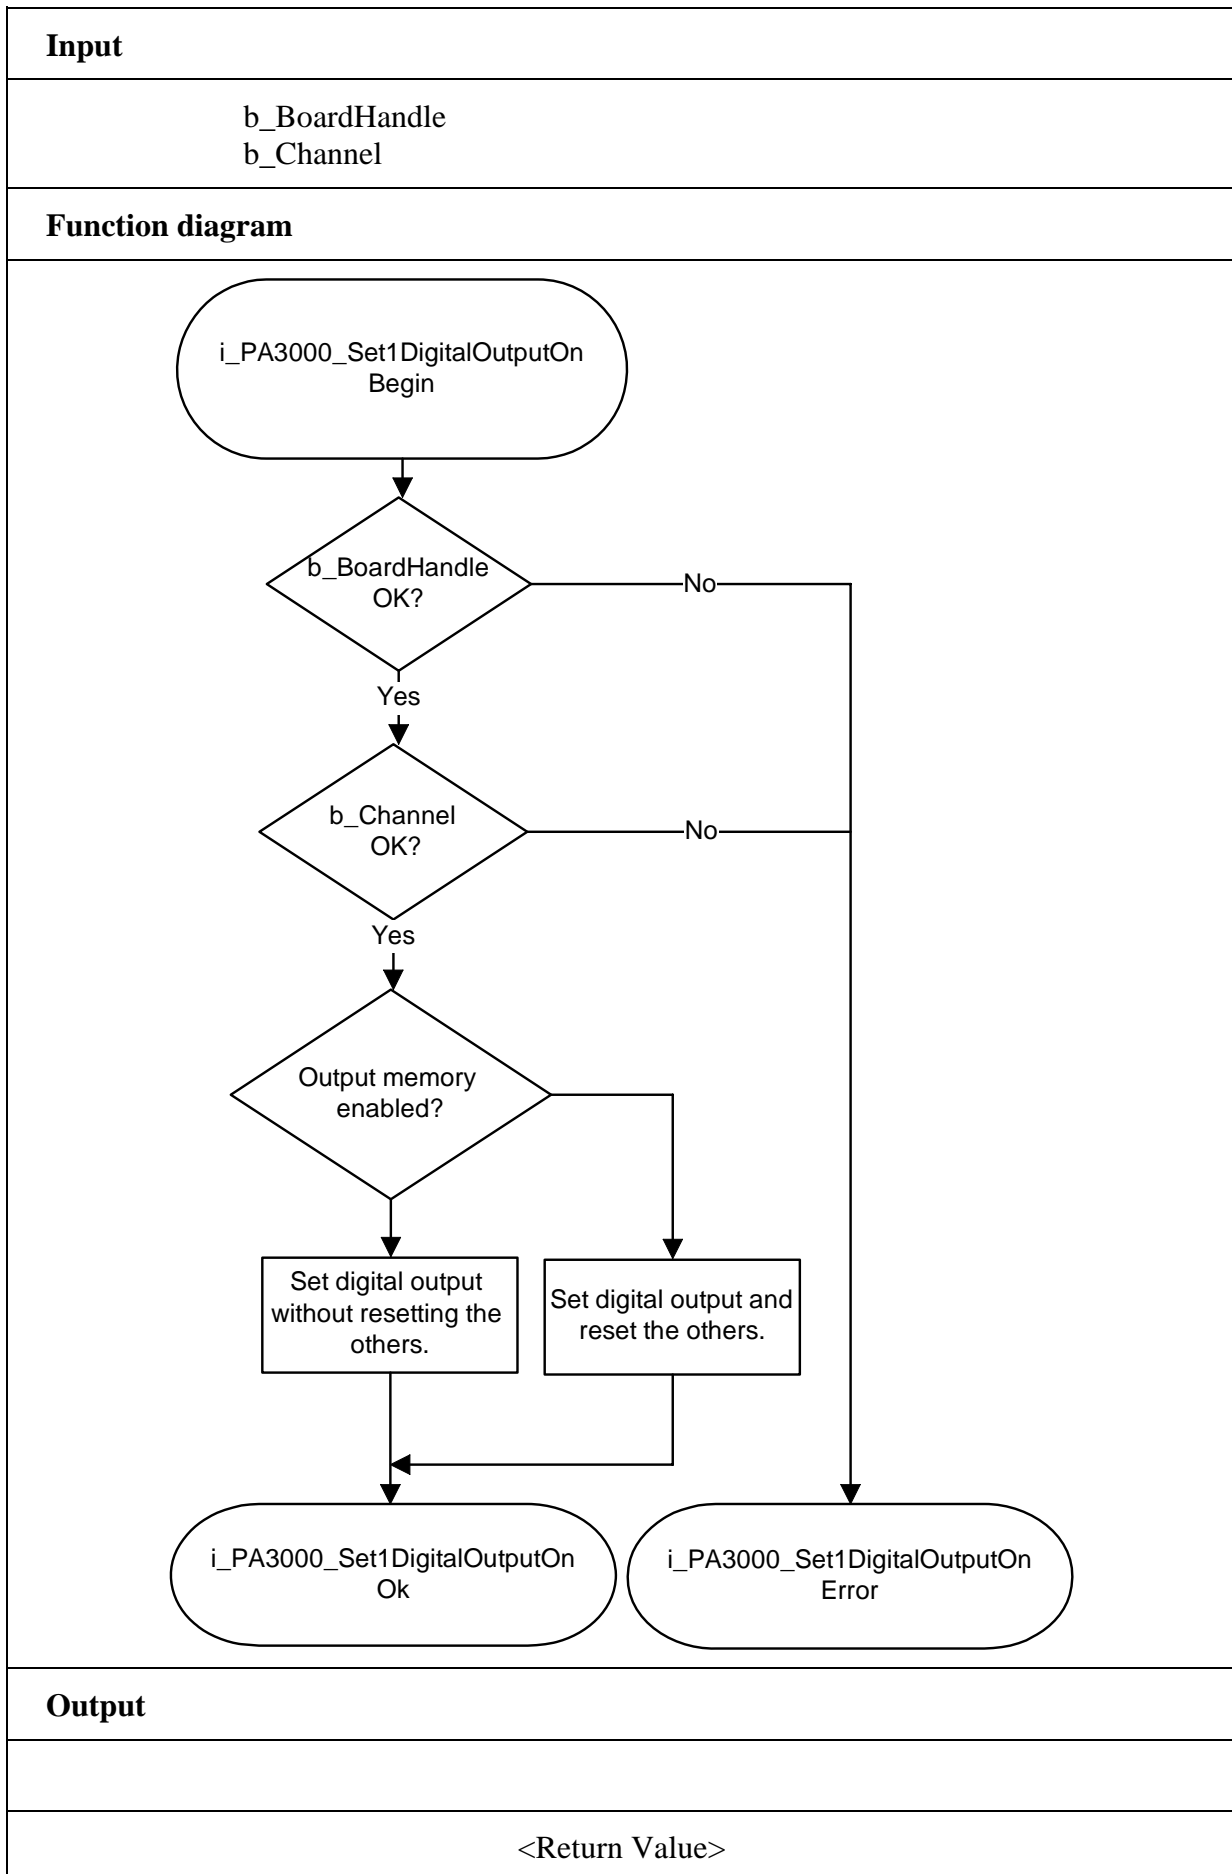 Input
b_BoardHandle
b_Channel
Function diagram
i_PA3000_Set1DigitalOutputOn
Begin
b_BoardHandle
OK?
No
Yes
b_Channel
OK?
No
Yes
Output memory
enabled?
Set digital output
without resetting the
others.
Set digital output and
reset the others.
i_PA3000_Set1DigitalOutputOn
Ok
i_PA3000_Set1DigitalOutputOn
Error
Output
<Return Value>